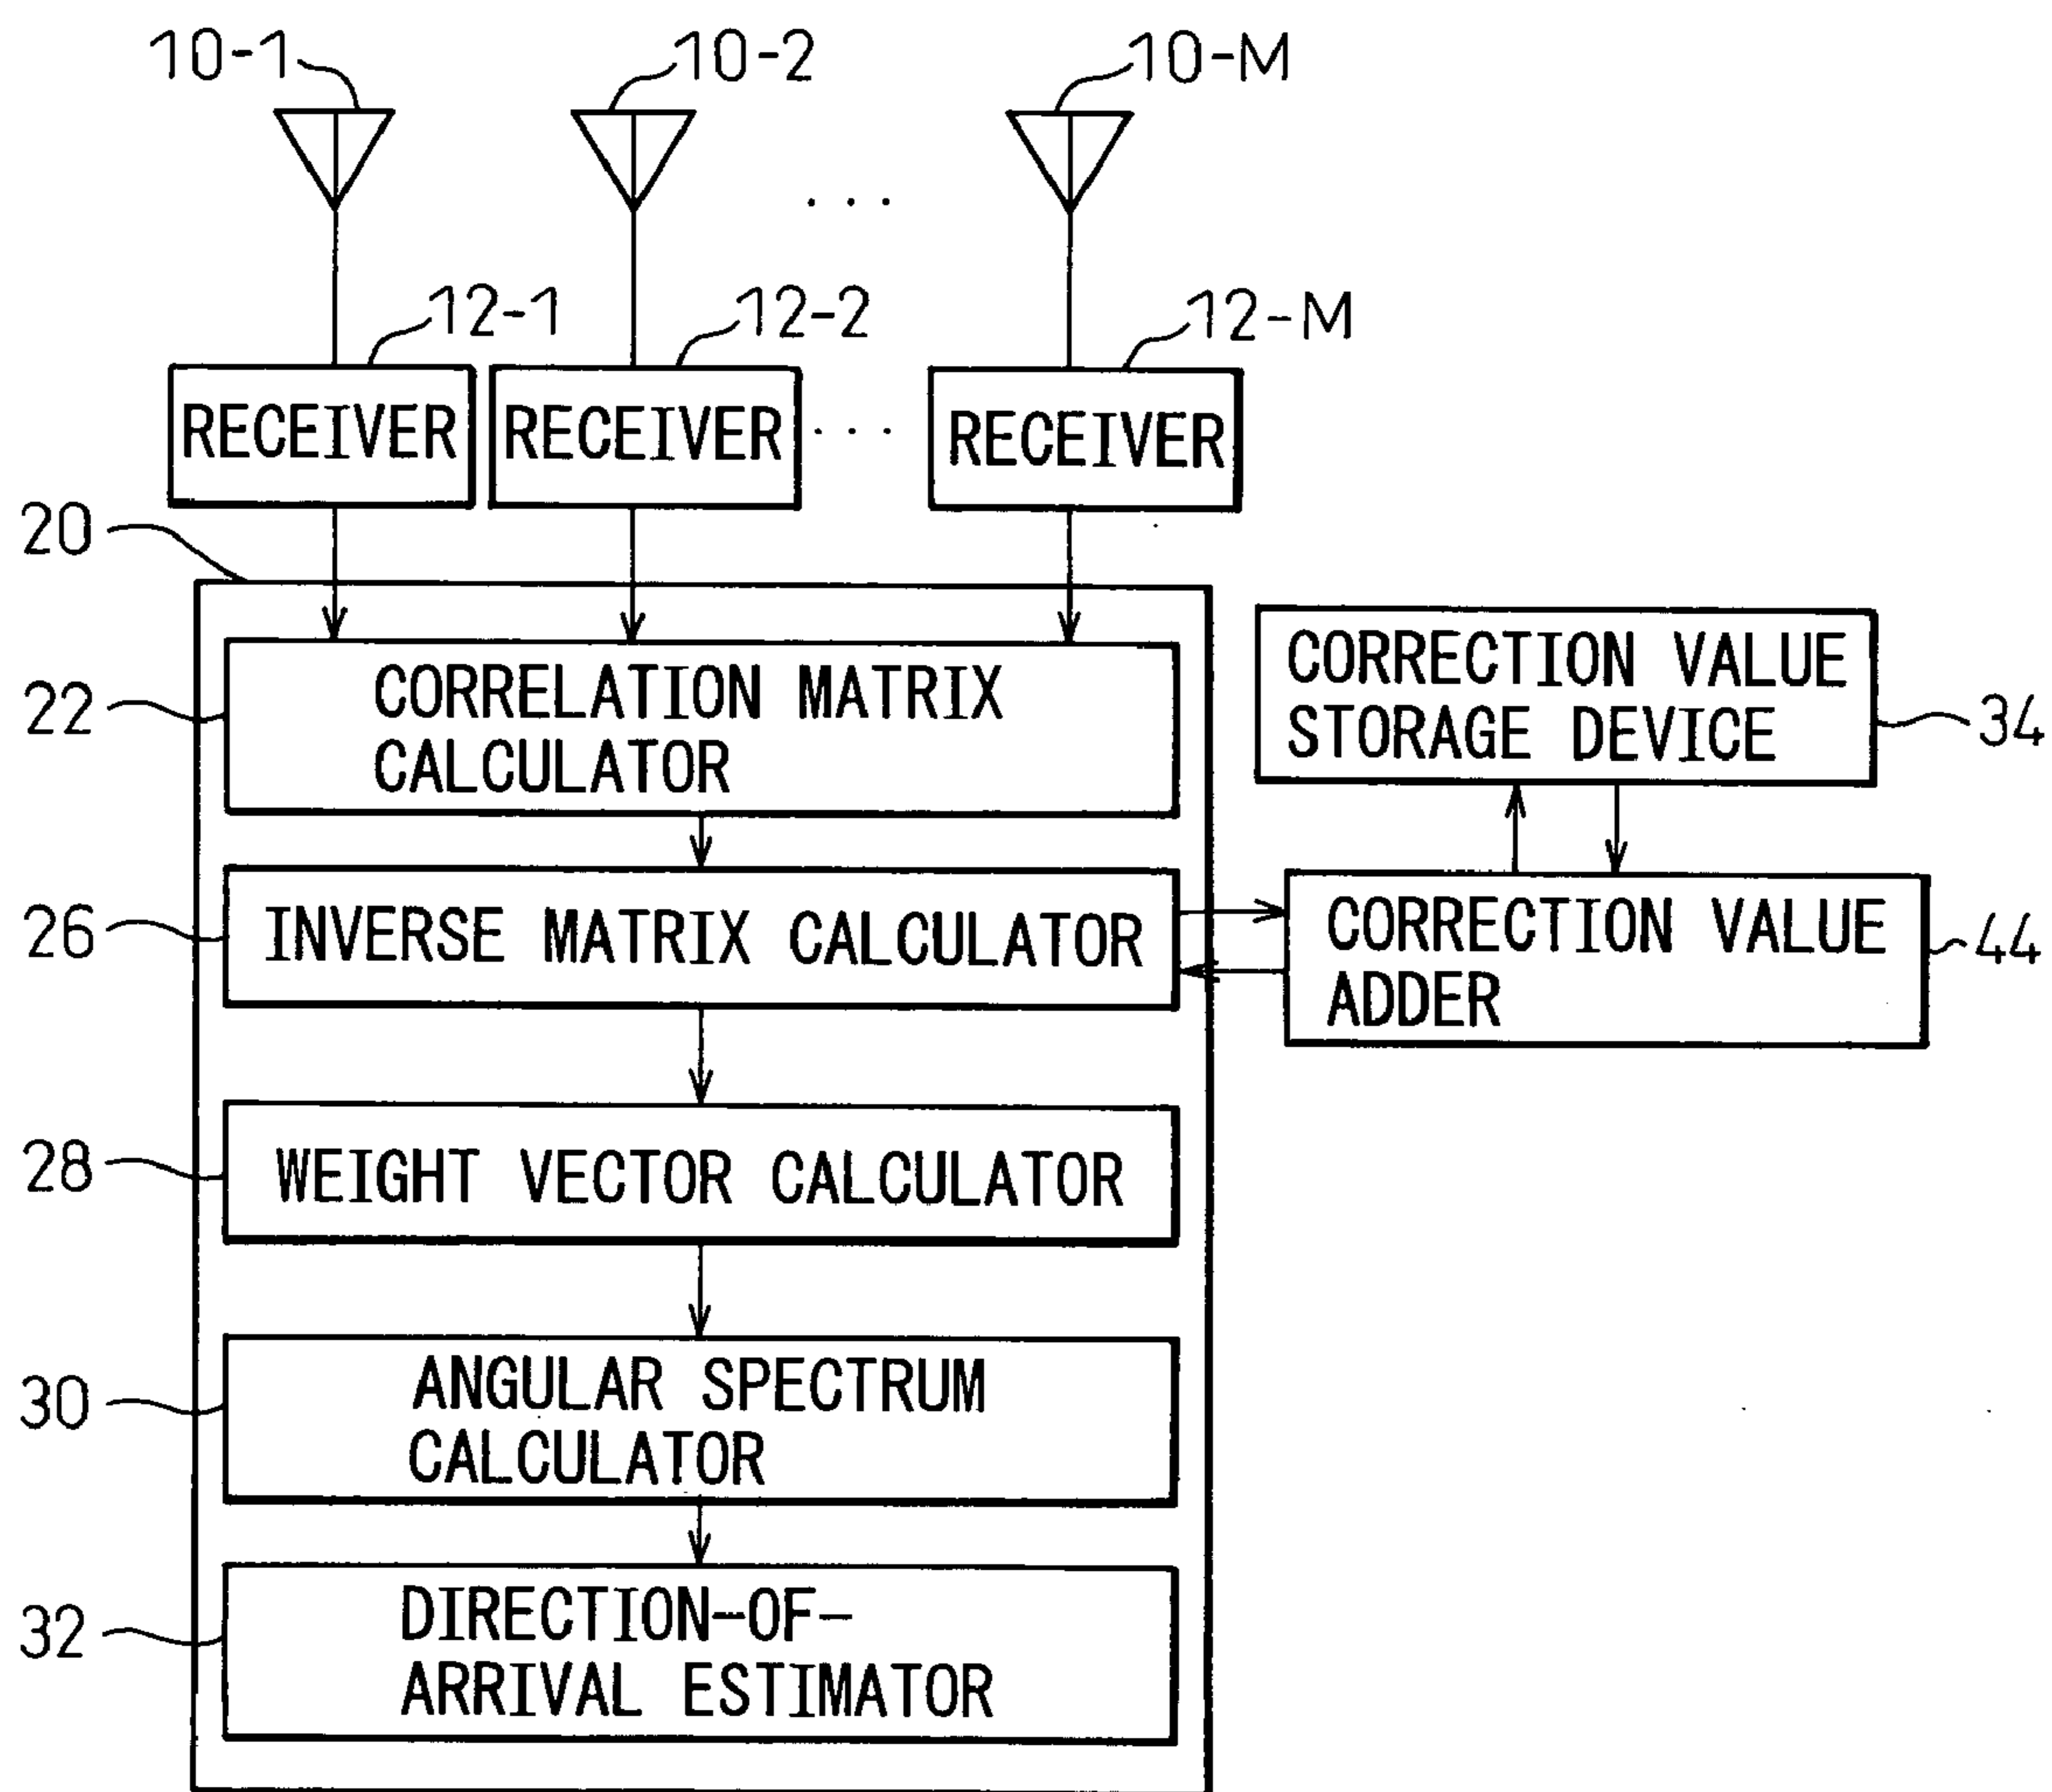 10-1
10-2
10-M
· · ·
12-1
12-2
12-M
RECEIVER
RECEIVER
· · ·
RECEIVER
20
22
CORRELATION MATRIX
CALCULATOR
CORRECTION VALUE
STORAGE DEVICE
34
26
INVERSE MATRIX CALCULATOR
CORRECTION VALUE
ADDER
44
28
WEIGHT VECTOR CALCULATOR
30
ANGULAR SPECTRUM
CALCULATOR
32
DIRECTION-OF-
ARRIVAL ESTIMATOR